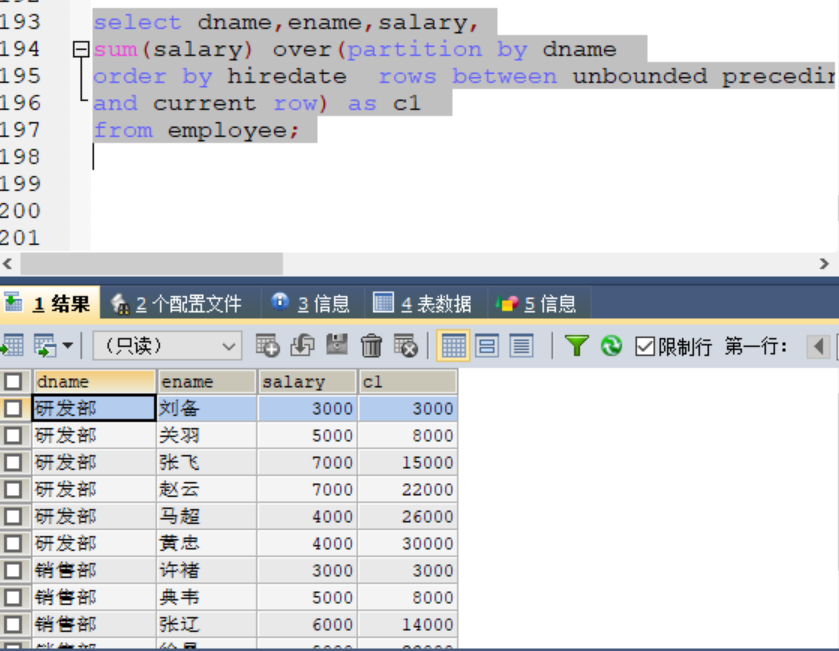 193 select dname,ename,salary,
194 sum(salary) over(partition by dname
195 order by hiredate  rows between unbounded
196 and current row) as c1
197 from employee;
198
199
200
201
1 结果 2 个配置文件 3 信息 4 表数据 5 信息
(只读) 限制行 第一行:
dname ename salary c1
研发部 刘备 3000 3000
研发部 关羽 5000 8000
研发部 张飞 7000 15000
研发部 赵云 7000 22000
研发部 马超 4000 26000
研发部 黄忠 4000 30000
销售部 许褚 3000 3000
销售部 典韦 5000 8000
销售部 张辽 6000 14000